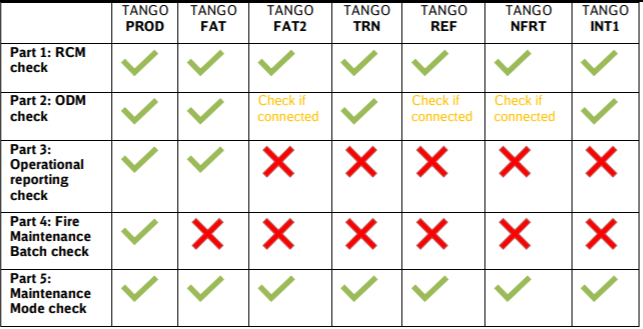 TANGO PROD TANGO FAT TANGO FAT2 TANGO TRN TANGO REF TANGO NFRT TANGO INT1
Part 1: RCM
check
Part 2: ODM
check
Check if
connected
Check if
connected
Check if
connected
Part 3:
Operational
reporting
check
Part 4: Fire
Maintenance
Batch check
Part 5:
Maintenance
Mode check